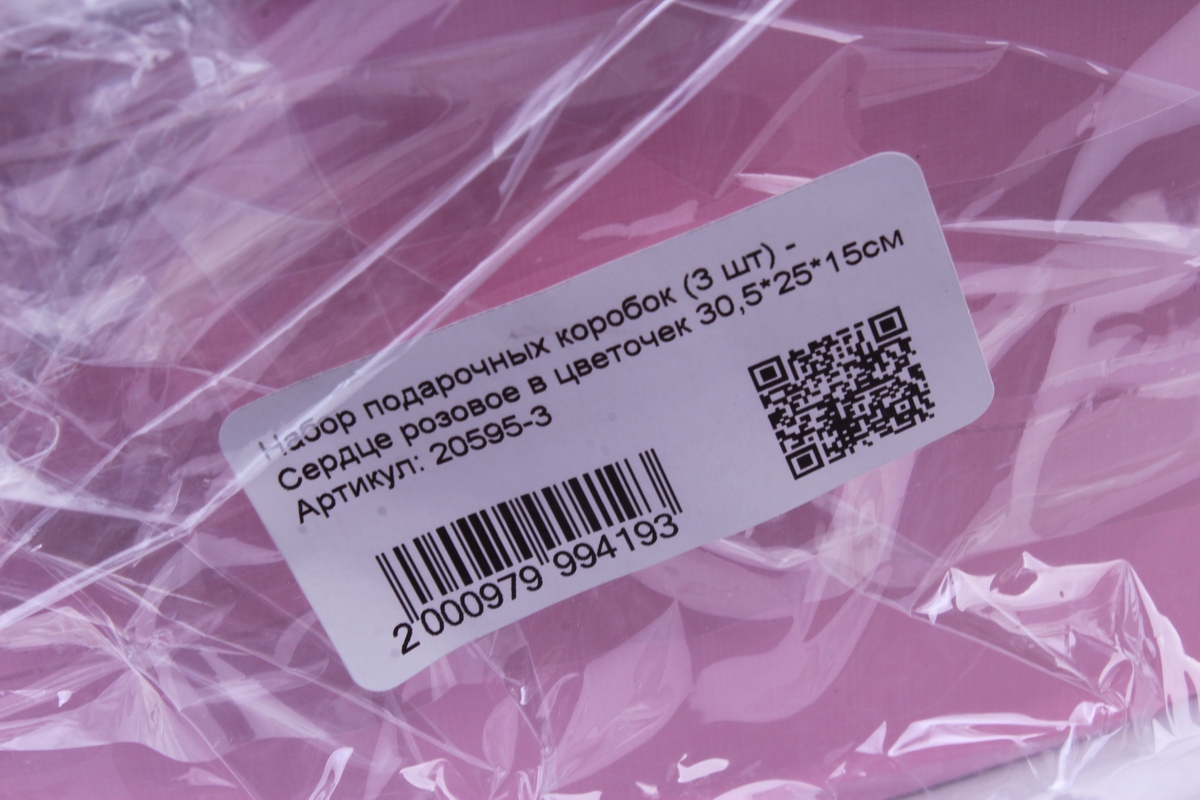 Набор подарочных коробок (3 шт) -
Сердце розовое в цветочек 30,5*25*15см
Артикул: 20595-3
2 000979 994193